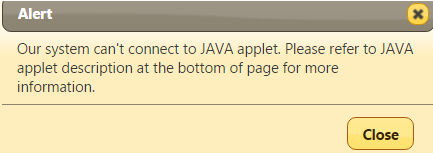 Alert
Our system can't connect to JAVA applet. Please refer to JAVA
applet description at the bottom of page for more
information.
Close